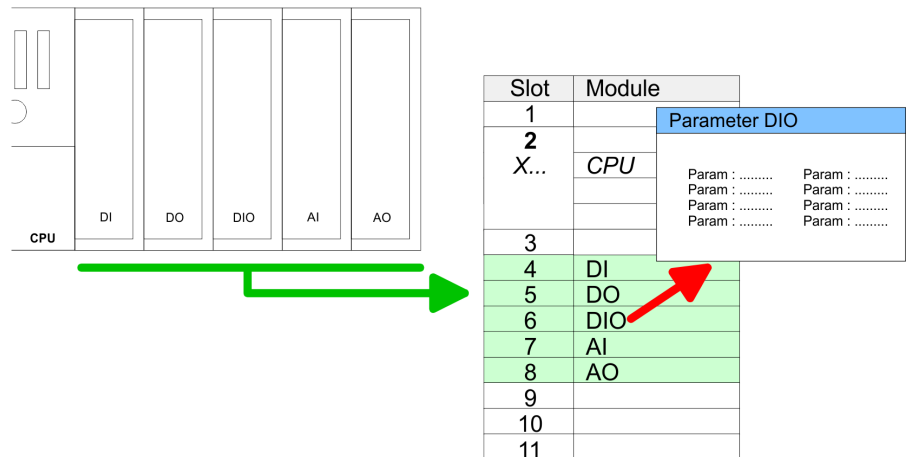 DI DO DIO AI AO
CPU
Slot Module
1
2
X... CPU
3
4 DI
5 DO
6 DIO
7 AI
8 AO
9
10
11
Parameter DIO
Param : ......... Param : .........
Param : ......... Param : .........
Param : ......... Param : .........
Param : ......... Param : .........